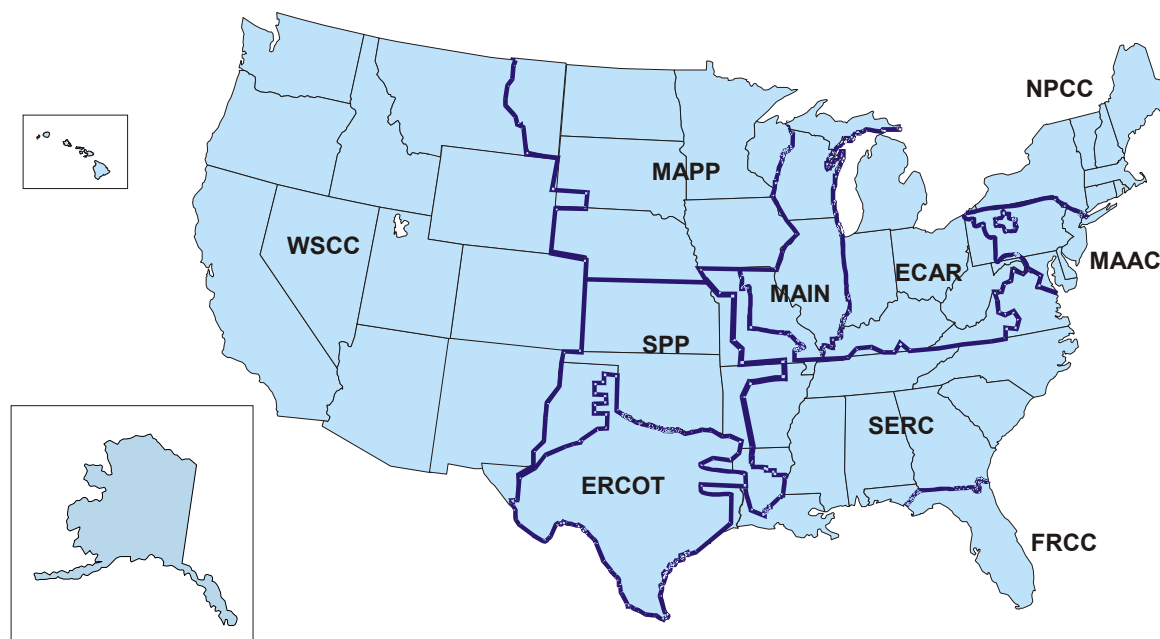 NPCC
MAPP
WSCC
ECAR
MAAC
MAIN
SPP
SERC
ERCOT
FRCC